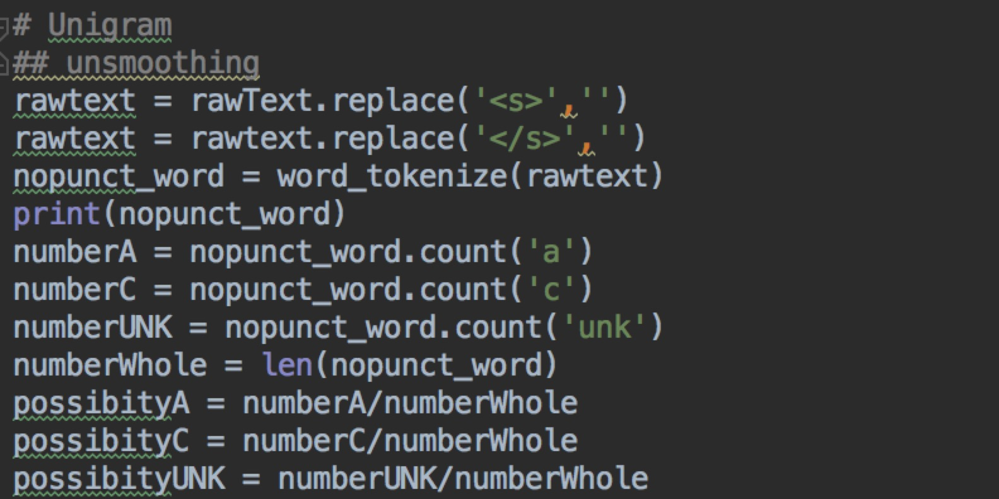 # Unigram
## unsmoothing
rawtext = rawText.replace('<s>','')
rawtext = rawtext.replace('</s>','')
nopunct_word = word_tokenize(rawtext)
print(nopunct_word)
numberA = nopunct_word.count('a')
numberC = nopunct_word.count('c')
numberUNK = nopunct_word.count('unk')
numberWhole = len(nopunct_word)
possibityA = numberA/numberWhole
possibityC = numberC/numberWhole
possibityUNK = numberUNK/numberWhole